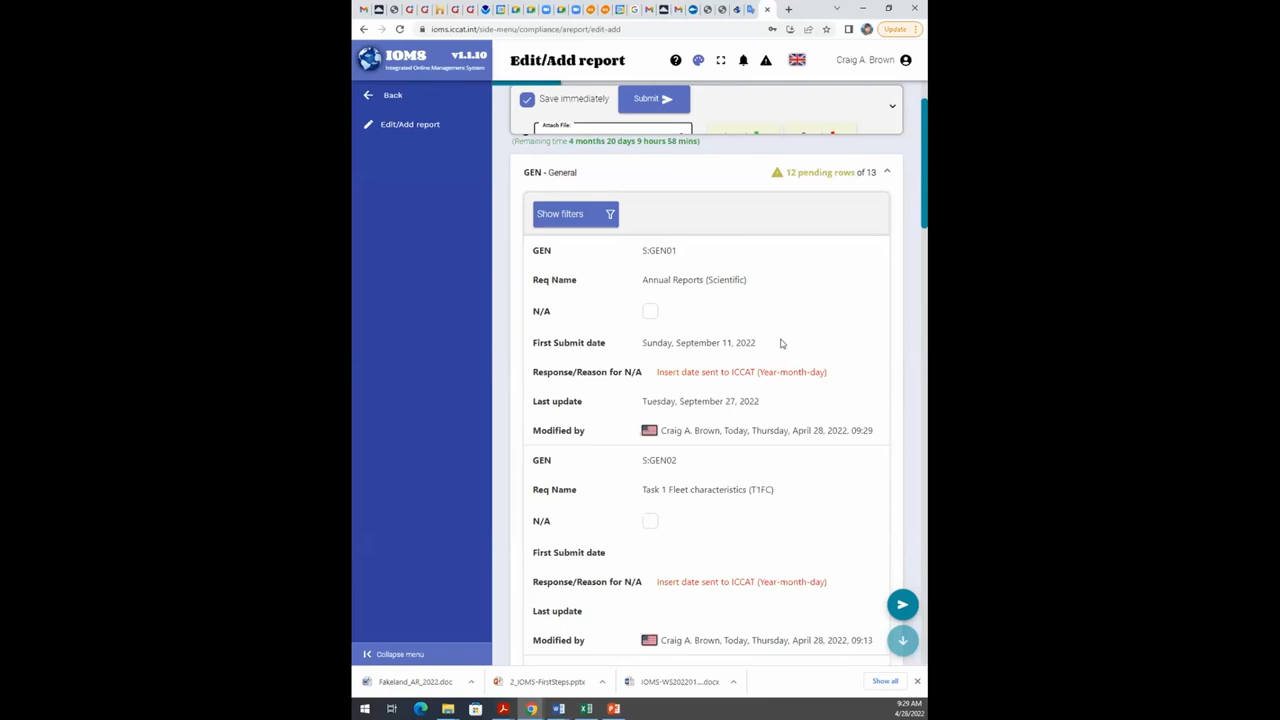 ioms.iccat.int/side-menu/compliance/areport/edit-add
Update
IOMS v1.1.10
Integrated Online Management System
Edit/Add report
Craig A. Brown
Back
Edit/Add report
Save immediately
Submit
Attach File:
(Remaining time 4 months 20 days 9 hours 58 mins)
GEN - General
12 pending rows of 13
Show filters
GEN S:GEN01
Req Name Annual Reports (Scientific)
N/A
First Submit date Sunday, September 11, 2022
Response/Reason for N/A Insert date sent to ICCAT (Year-month-day)
Last update Tuesday, September 27, 2022
Modified by Craig A. Brown, Today, Thursday, April 28, 2022, 09:29
GEN S:GEN02
Req Name Task 1 Fleet characteristics (T1FC)
N/A
First Submit date
Response/Reason for N/A Insert date sent to ICCAT (Year-month-day)
Last update
Modified by Craig A. Brown, Today, Thursday, April 28, 2022, 09:13
Collapse menu
Fakeland_AR_2022.doc
2_IOMS-FirstSteps.pptx
IOMS-WS202201....docx
Show all
9:29 AM
4/28/2022